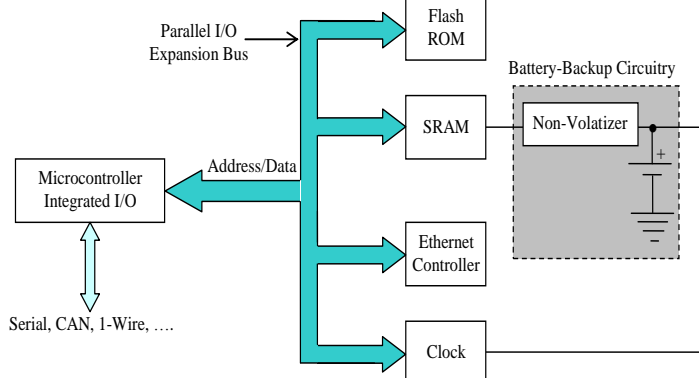 Parallel I/O
Expansion Bus
Flash
ROM
Battery-Backup Circuitry
SRAM
Non-Volatizer
+
Address/Data
Microcontroller
Integrated I/O
Ethernet
Controller
Serial, CAN, 1-Wire, ….
Clock